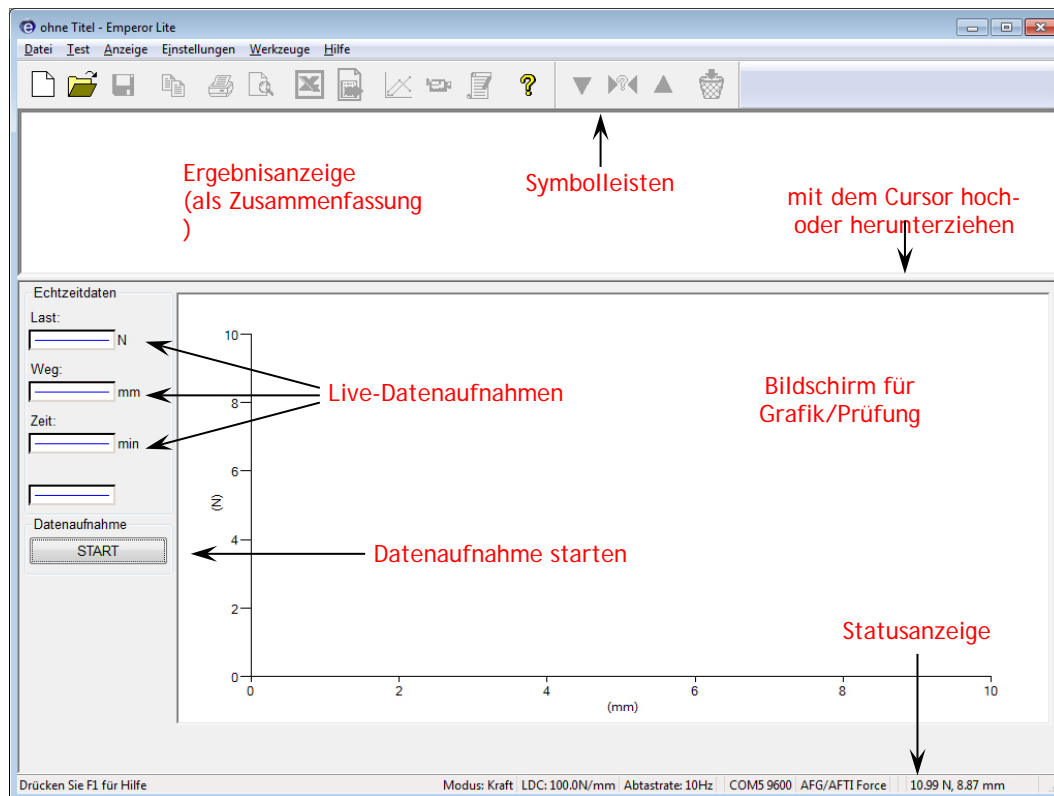 ohne Titel - Emperor Lite
Datei Test Anzeige Einstellungen Werkzeuge Hilfe
Ergebnisanzeige
(als Zusammenfassung
)
Symbolleisten
mit dem Cursor hoch-
oder herunterziehen
Echtzeitdaten
Last:
N
Weg:
mm
Zeit:
min
Datenaufnahme
START
Live-Datenaufnahmen
Bildschirm für
Grafik/Prüfung
Datenaufnahme starten
Statusanzeige
10
8
6
4
2
0
(N)
0 2 4 6 8 10
(mm)
Drücken Sie F1 für Hilfe Modus: Kraft LDC: 100.0N/mm Abtastrate: 10Hz COM5 9600 AFG/AFTI Force 10.99 N, 8.87 mm